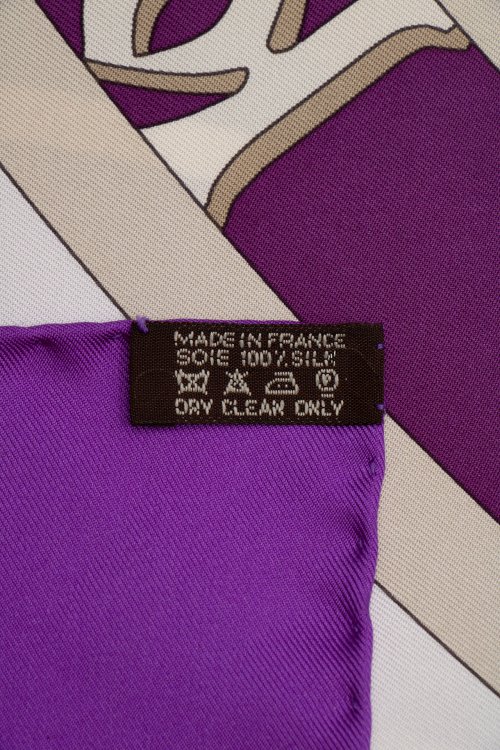 MADE IN FRANCE
SOIE 100% SILK
DRY CLEAN ONLY